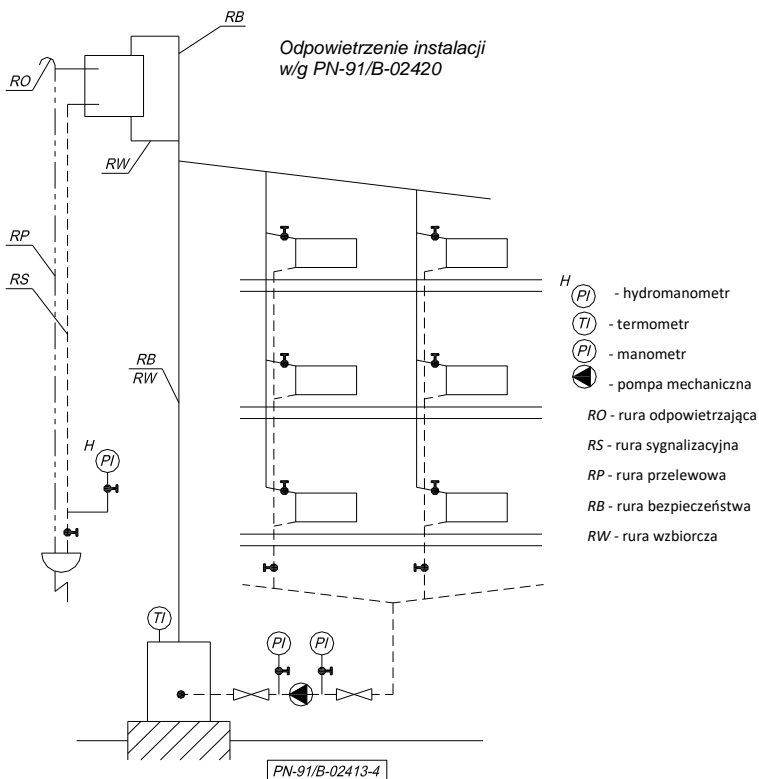 RB
Odpowietrzenie instalacji
w/g PN-91/B-02420
RO
RW
RP
RS
RB
RW
H
PI
TI
PI
PI
PN-91/B-02413-4
H
PI - hydromanometr
TI - termometr
PI - manometr
- pompa mechaniczna
RO - rura odpowietrzająca
RS - rura sygnalizacyjna
RP - rura przelewowa
RB - rura bezpieczeństwa
RW - rura wzbiorcza